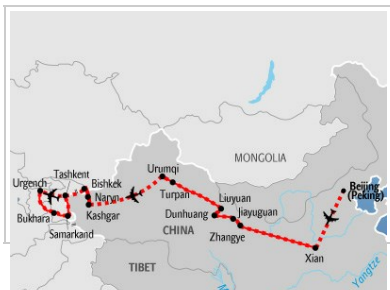 MONGOLIA
Urumqi
Tashkent
Bishkek
Urgench
Naryn
Turpan
Beijing
(Peking)
Kashgar
Liuyuan
Bukhara
Dunhuang
Jiayuguan
Samarkand
CHINA
Zhangye
TIBET
Xian
Yangtze